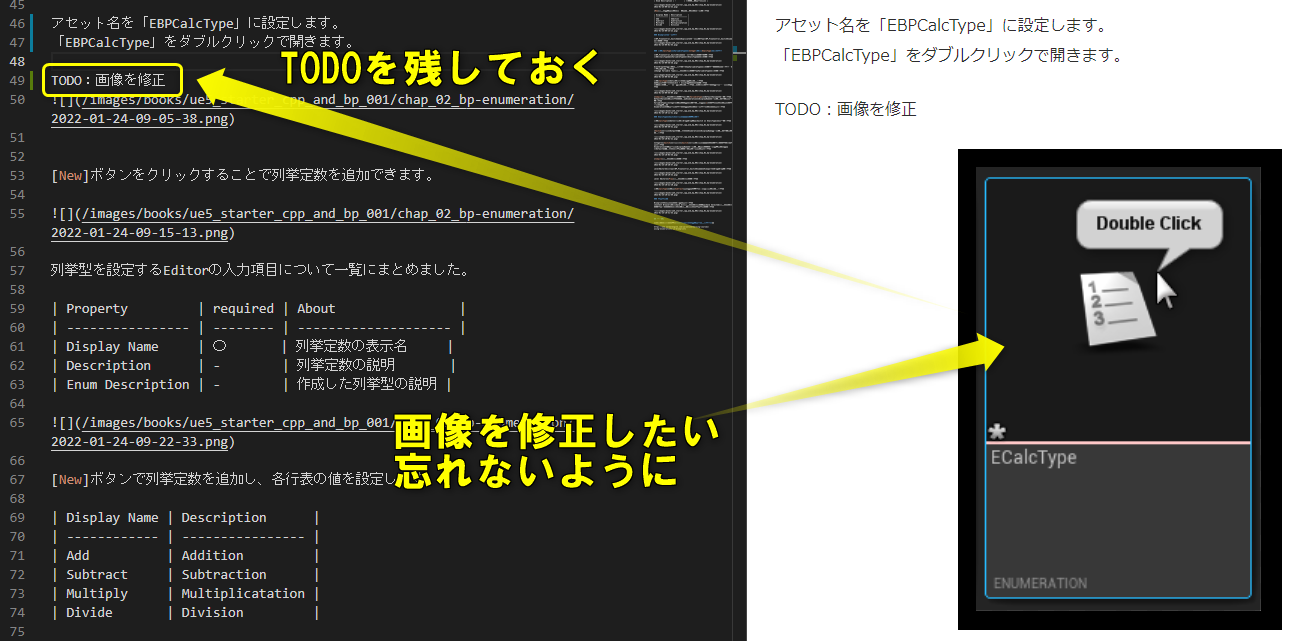 45
46 アセット名を「EBPCalcType」に設定します。
47 「EBPCalcType」をダブルクリックで開きます。
48
49 TODO：画像を修正
TODOを残しておく
50 ![](/images/books/ue5_starter_cpp_and_bp_001/chap_02_bp-enumeration/
2022-01-24-09-05-38.png)
51
52
53 [New]ボタンをクリックすることで列挙定数を追加できます。
54
55 ![](/images/books/ue5_starter_cpp_and_bp_001/chap_02_bp-enumeration/
2022-01-24-09-15-13.png)
56
57 列挙型を設定するEditorの入力項目について一覧にまとめました。
58
59 | Property | required | About |
60 | ---------------- | -------- | -------------------- |
61 | Display Name | 〇 | 列挙定数の表示名 |
62 | Description | - | 列挙定数の説明 |
63 | Enum Description | - | 作成した列挙型の説明 |
64
65 ![](/images/books/ue5_starter_cpp_and_bp_001/
2022-01-24-09-22-33.png)
画像を修正したい
忘れないように
66
67 [New]ボタンで列挙定数を追加し、各行表の値を設定し
68
69 | Display Name | Description |
70 | ------------ | ---------------- |
71 | Add | Addition |
72 | Subtract | Subtraction |
73 | Multiply | Multiplicatation |
74 | Divide | Division |
75
アセット名を「EBPCalcType」に設定します。
「EBPCalcType」をダブルクリックで開きます。
TODO：画像を修正
Double Click
1
2
3
*
ECalcType
ENUMERATION